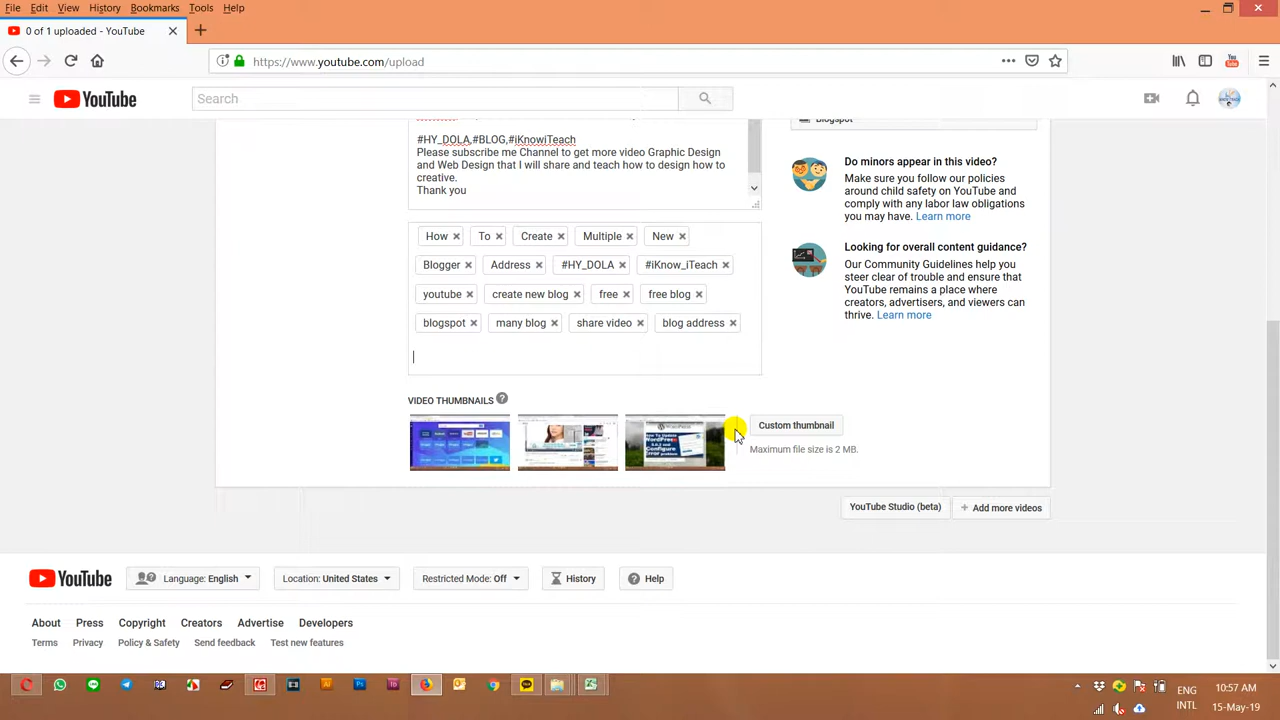 File Edit View History Bookmarks Tools Help
0 of 1 uploaded - YouTube
https://www.youtube.com/upload
YouTube
Search
Blogspot
#HY_DOLA,#BLOG,#iKnowiTeach
Please subscribe me Channel to get more video Graphic Design
and Web Design that I will share and teach how to design how to
creative.
Thank you
Do minors appear in this video?
Make sure you follow our policies
around child safety on YouTube and
comply with any labor law obligations
you may have. Learn more
Looking for overall content guidance?
Our Community Guidelines help you
steer clear of trouble and ensure that
YouTube remains a place where
creators, advertisers, and viewers can
thrive. Learn more
How To Create Multiple New
Blogger Address #HY_DOLA #iKnow_iTeach
youtube create new blog free free blog
blogspot many blog share video blog address
VIDEO THUMBNAILS
Custom thumbnail
Maximum file size is 2 MB.
YouTube Studio (beta) + Add more videos
YouTube Language: English Location: United States Restricted Mode: Off History Help
About Press Copyright Creators Advertise Developers
Terms Privacy Policy & Safety Send feedback Test new features
ENG
INTL
10:57 AM
15-May-19